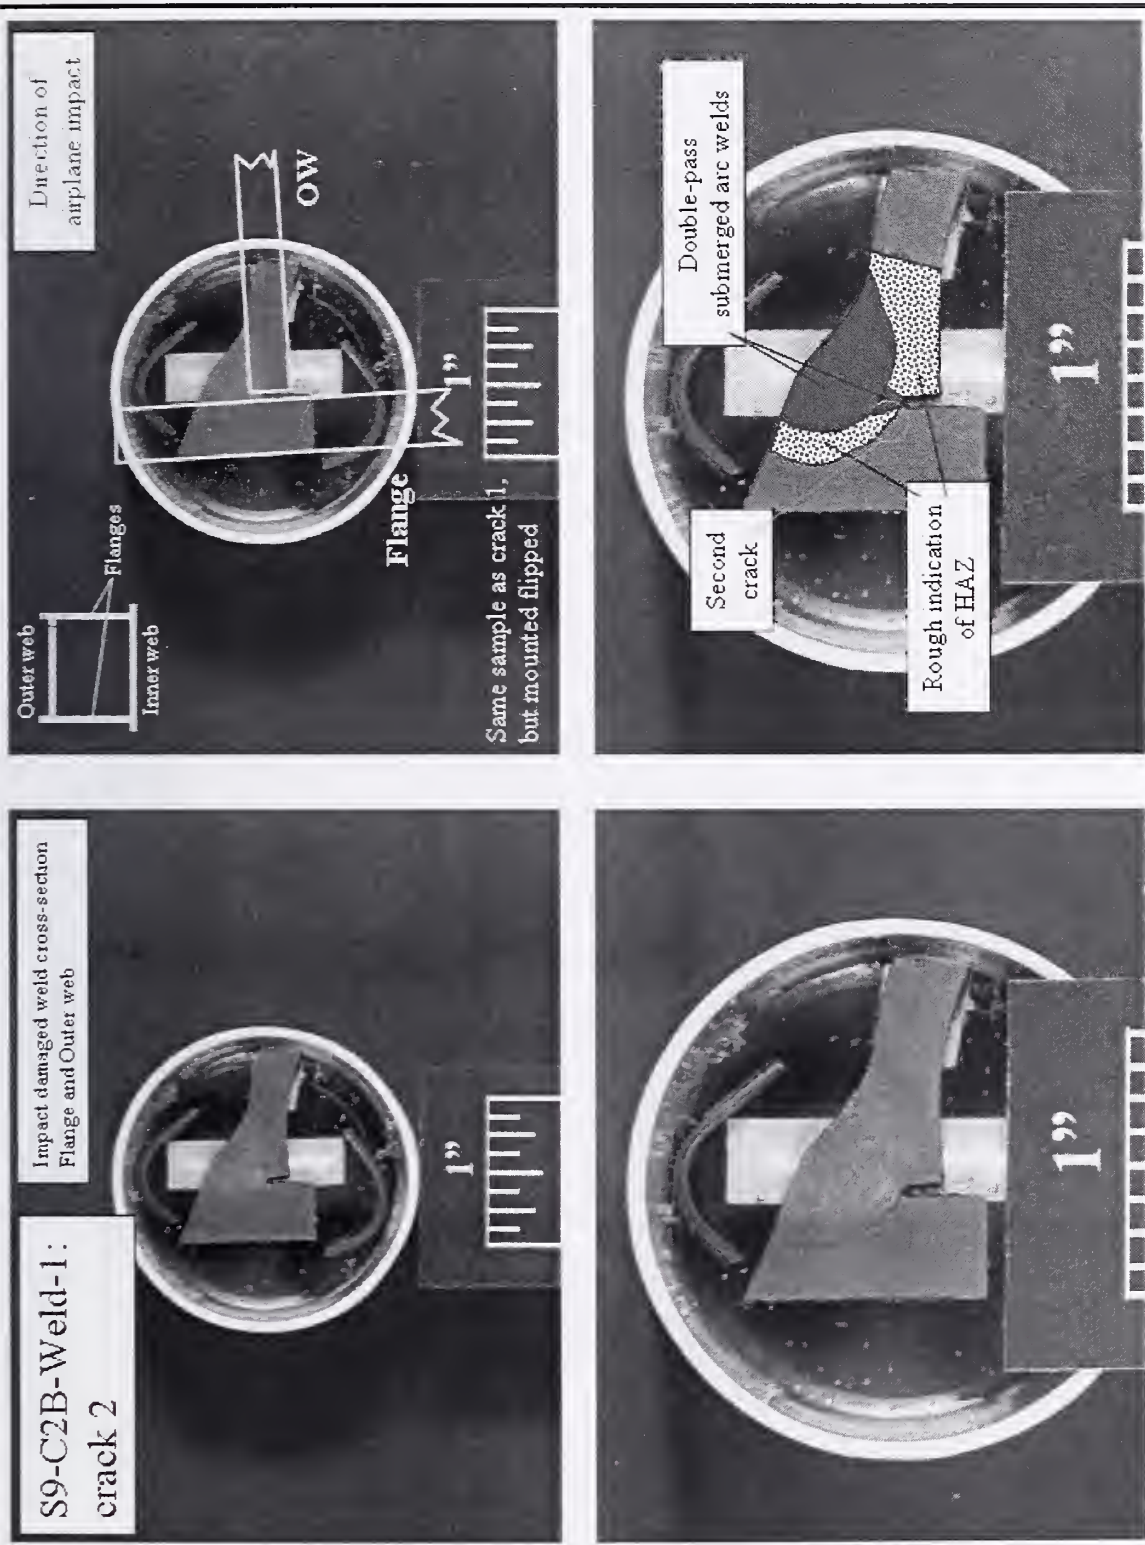 S9-C2B-Weld-1:
crack 2
Impact damaged weld cross-section
Flange and Outer web
1”
Outer web
Flanges
Inner web
Direction of
airplane impact
OW
Flange
1”
Same sample as crack 1,
but mounted flipped
1”
Second
crack
Double-pass
submerged arc welds
Rough indication
of HAZ
1”